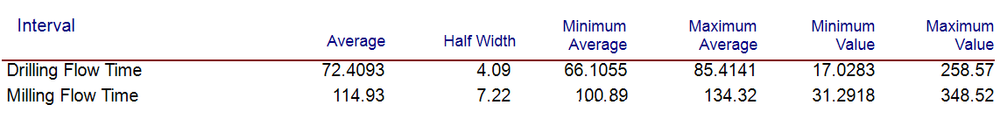 Interval Average Half Width Minimum Average Maximum Average Minimum Value Maximum Value
Drilling Flow Time 72.4093 4.09 66.1055 85.4141 17.0283 258.57
Milling Flow Time 114.93 7.22 100.89 134.32 31.2918 348.52